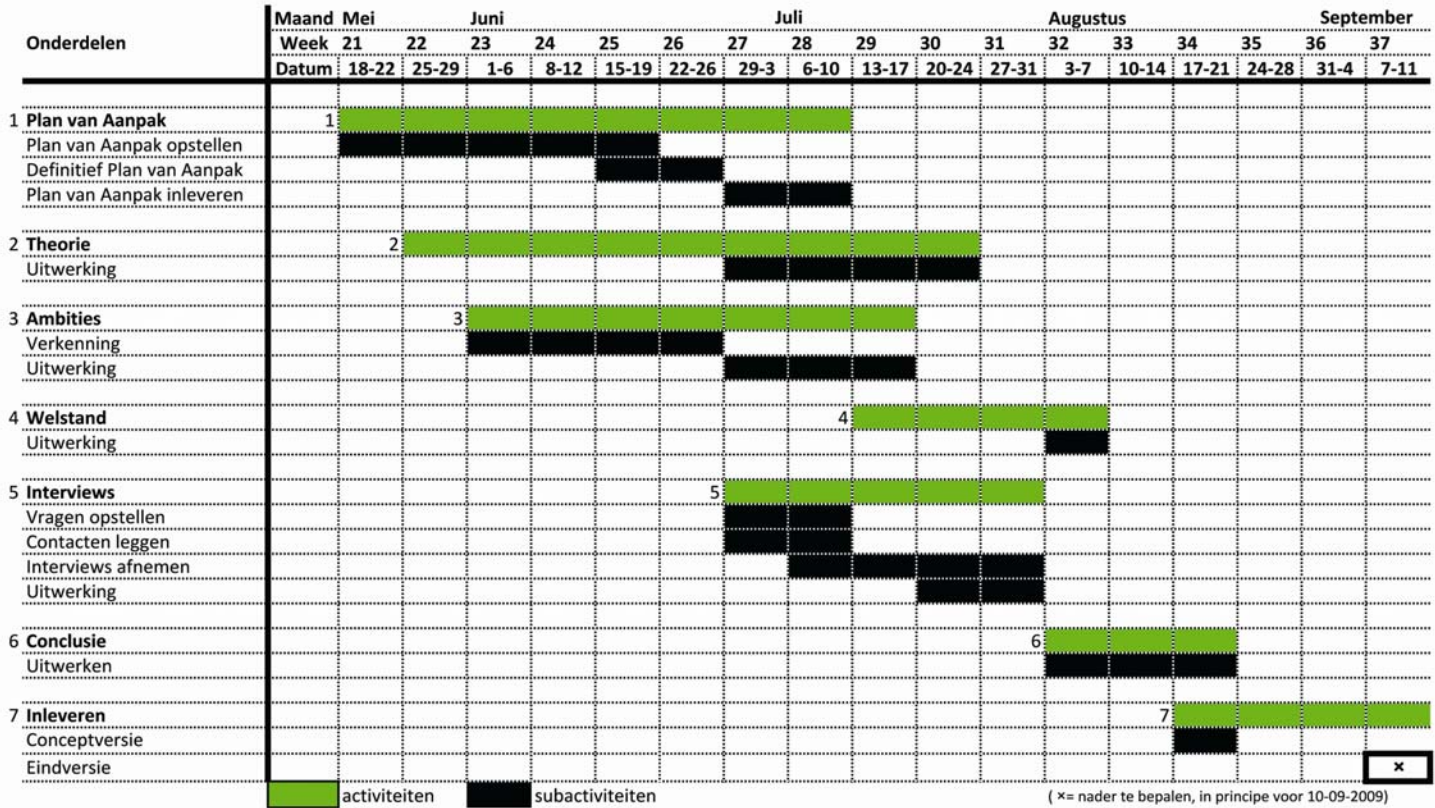 Maand Mei Juni Juli Augustus September
Onderdelen
Week 21 22 23 24 25 26 27 28 29 30 31 32 33 34 35 36 37
Datum 18-22 25-29 1-6 8-12 15-19 22-26 29-3 6-10 13-17 20-24 27-31 3-7 10-14 17-21 24-28 31-4 7-11
1 Plan van Aanpak 1
Plan van Aanpak opstellen
Definitief Plan van Aanpak
Plan van Aanpak inleveren
2 Theorie 2
Uitwerking
3 Ambities 3
Verkenning
Uitwerking
4 Welstand 4
Uitwerking
5 Interviews 5
Vragen opstellen
Contacten leggen
Interviews afnemen
Uitwerking
6 Conclusie 6
Uitwerken
7 Inleveren 7
Conceptversie
Eindversie ×
activiteiten subactiviteiten ( ×= nader te bepalen, in principe voor 10-09-2009)